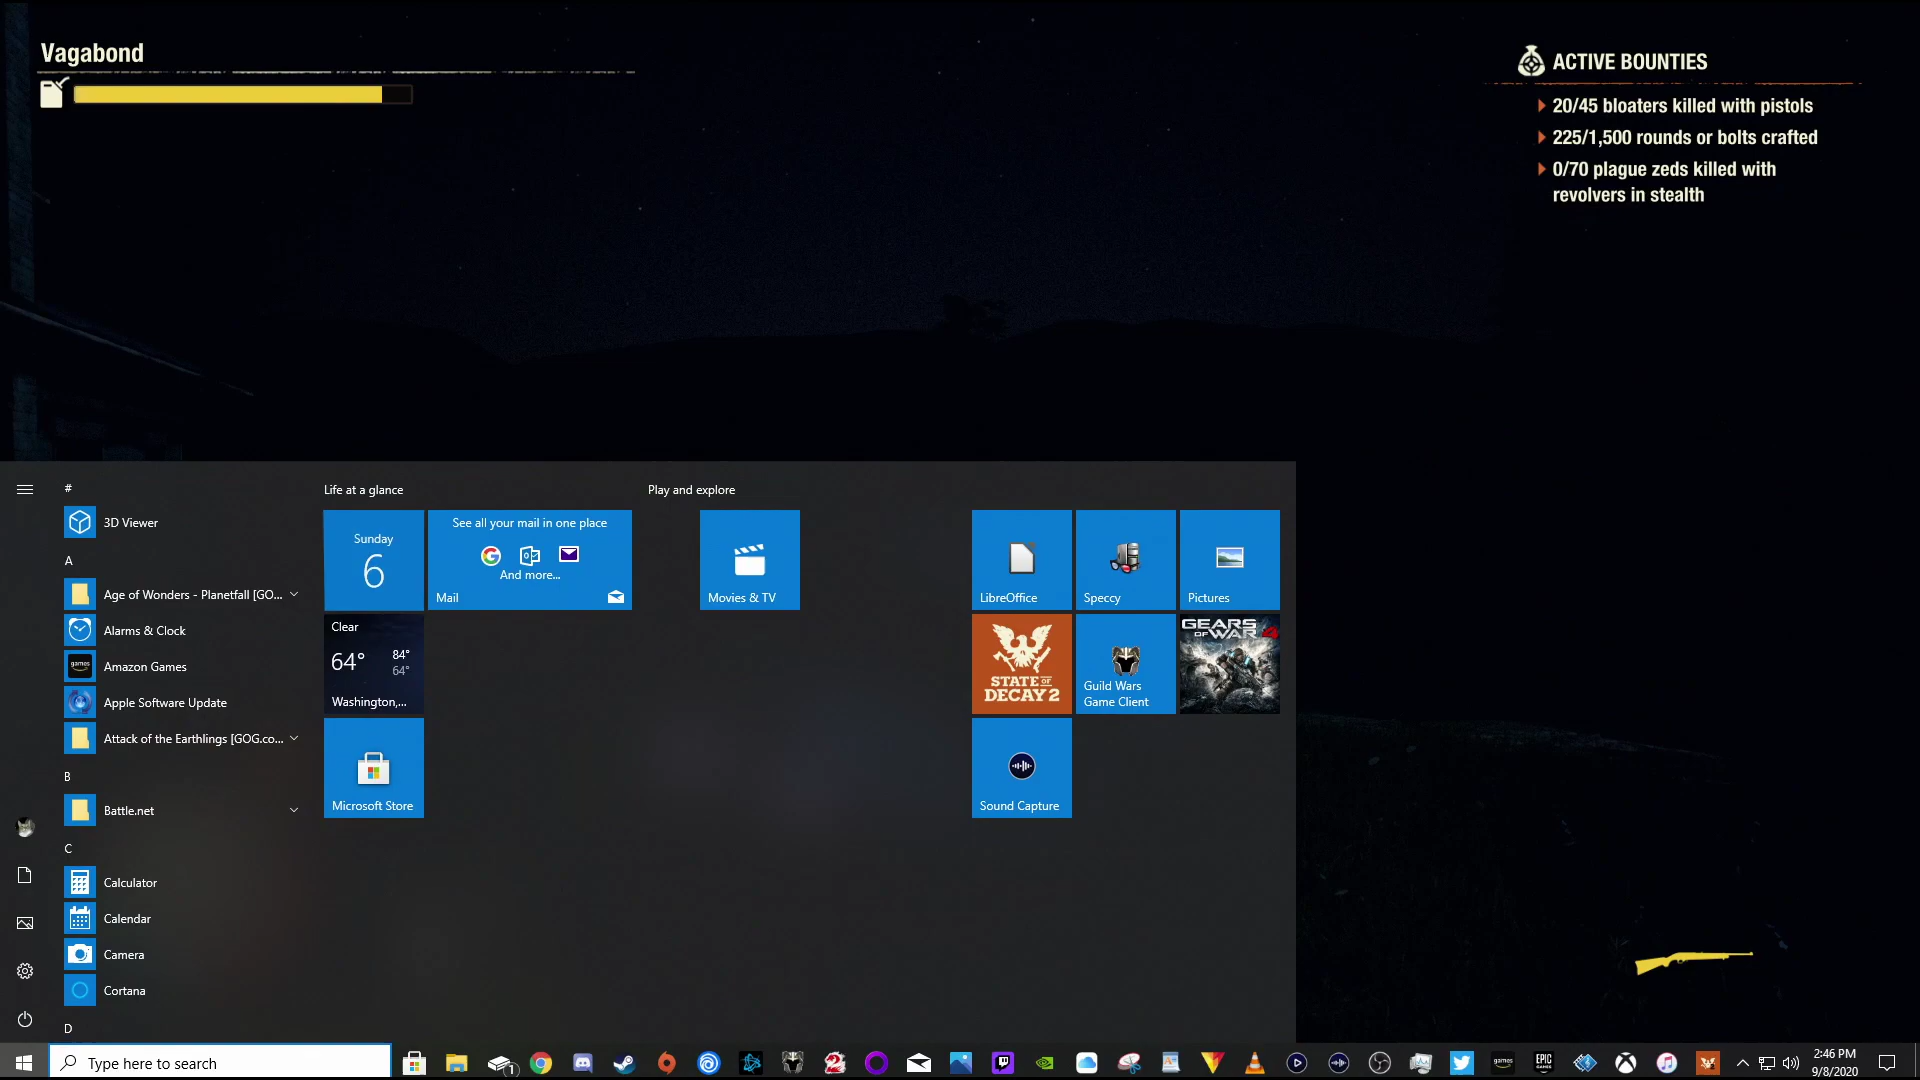 Vagabond
ACTIVE BOUNTIES
20/45 bloaters killed with pistols
225/1,500 rounds or bolts crafted
0/70 plague zeds killed with
revolvers in stealth
#
3D Viewer
A
Age of Wonders - Planetfall [GO...
Alarms & Clock
games
Amazon Games
Apple Software Update
Attack of the Earthlings [GOG.co...
B
Battle.net
C
Calculator
Calendar
Camera
Cortana
D
Life at a glance
Sunday
6
See all your mail in one place
And more...
Mail
Clear
64°
84°
64°
Washington,...
Microsoft Store
Play and explore
Movies & TV
LibreOffice
Speccy
Pictures
STATE OF
DECAY 2
Guild Wars
Game Client
GEARS
OF WAR 4
Sound Capture
Type here to search
1
games
EPIC
GAMES
2:46 PM
9/8/2020